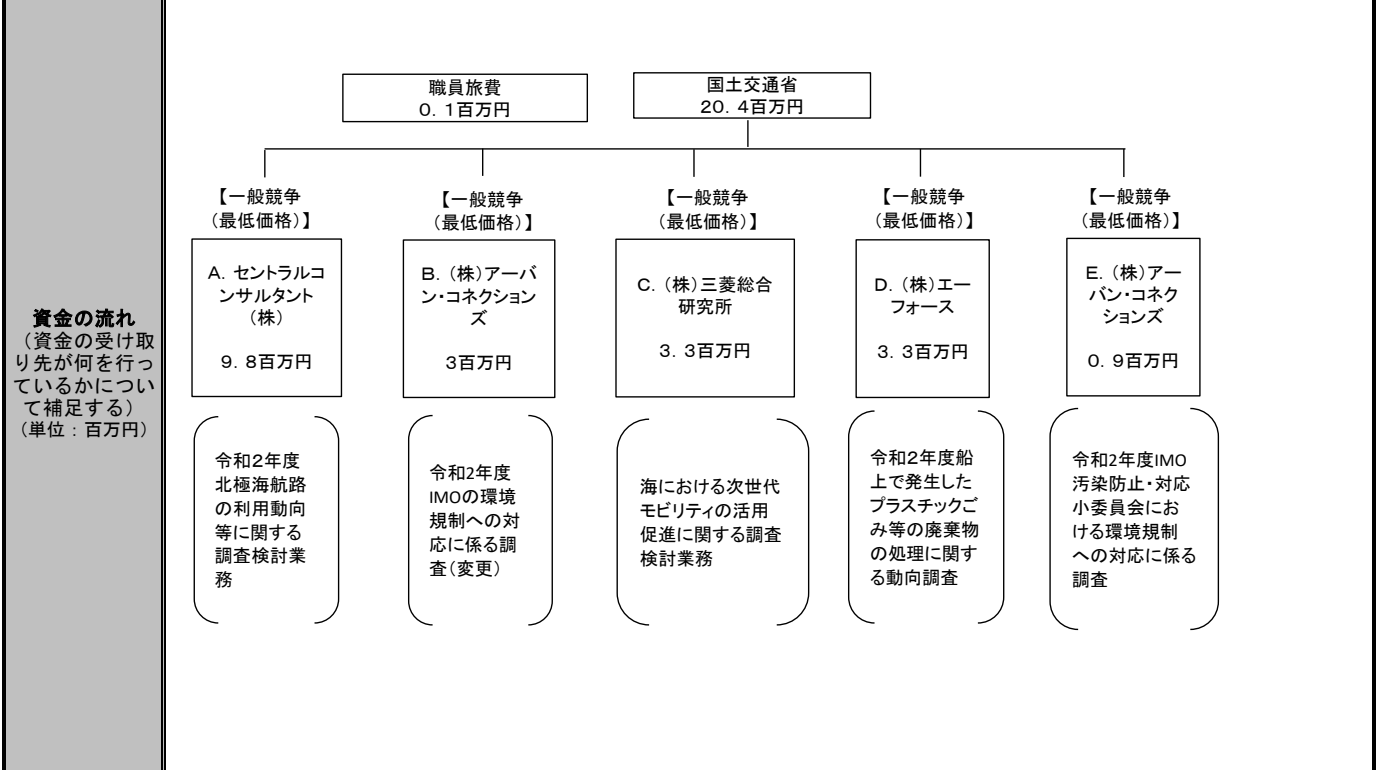 資金の流れ
(資金の受け取
り先が何を行っ
ているかについ
て補足する)
(単位:百万円)
職員旅費
0.1百万円
国土交通省
20.4百万円
【一般競争
(最低価格)】
A.セントラルコ
ンサルタント
(株)
9.8百万円
令和2年度
北極海航路
の利用動向
等に関する
調査検討業
務
【一般競争
(最低価格)】
B.(株)アーバ
ン・コネクション
ズ
3百万円
令和2年度
IMOの環境
規制への対
応に係る調
査(変更)
【一般競争
(最低価格)】
C.(株)三菱総合
研究所
3.3百万円
海における次世代
モビリティの活用
促進に関する調査
検討業務
【一般競争
(最低価格)】
D.(株)エー
フォース
3.3百万円
令和2年度船
上で発生した
プラスチックご
み等の廃棄物
の処理に関す
る動向調査
【一般競争
(最低価格)】
E.(株)アー
バン・コネク
ションズ
0.9百万円
令和2年度IMO
汚染防止・対応
小委員会にお
ける環境規制
への対応に係る
調査